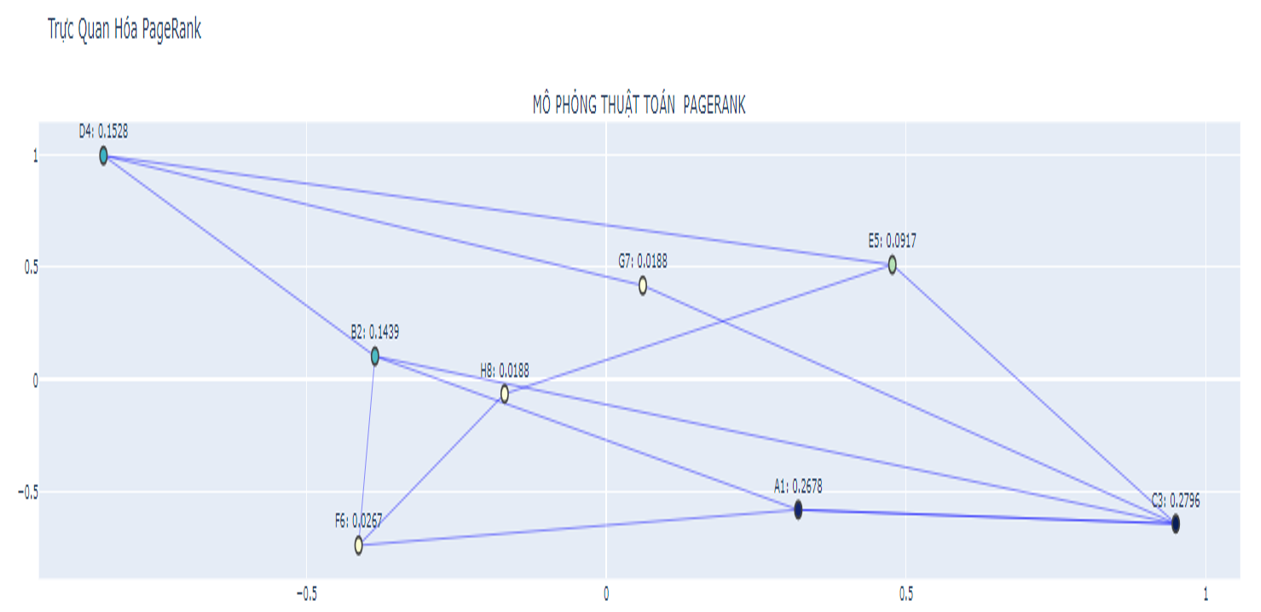 Trực Quan Hóa PageRank
MÔ PHỎNG THUẬT TOÁN PAGERANK
D4: 0.1528
1
E5: 0.0917
G7: 0.0188
0.5
B2: 0.1439
H8: 0.0188
0
A1: 0.2678
−0.5
C3: 0.2796
F6: 0.0267
−0.5
0
0.5
1